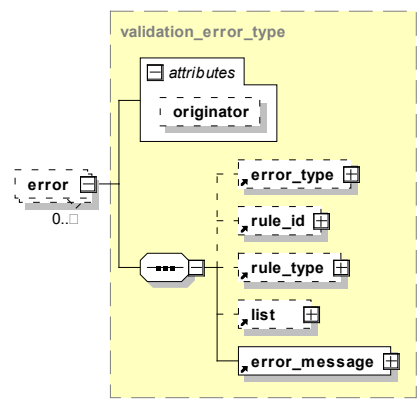 validation_error_type
attributes
originator
error
0..□
error_type
rule_id
rule_type
list
error_message